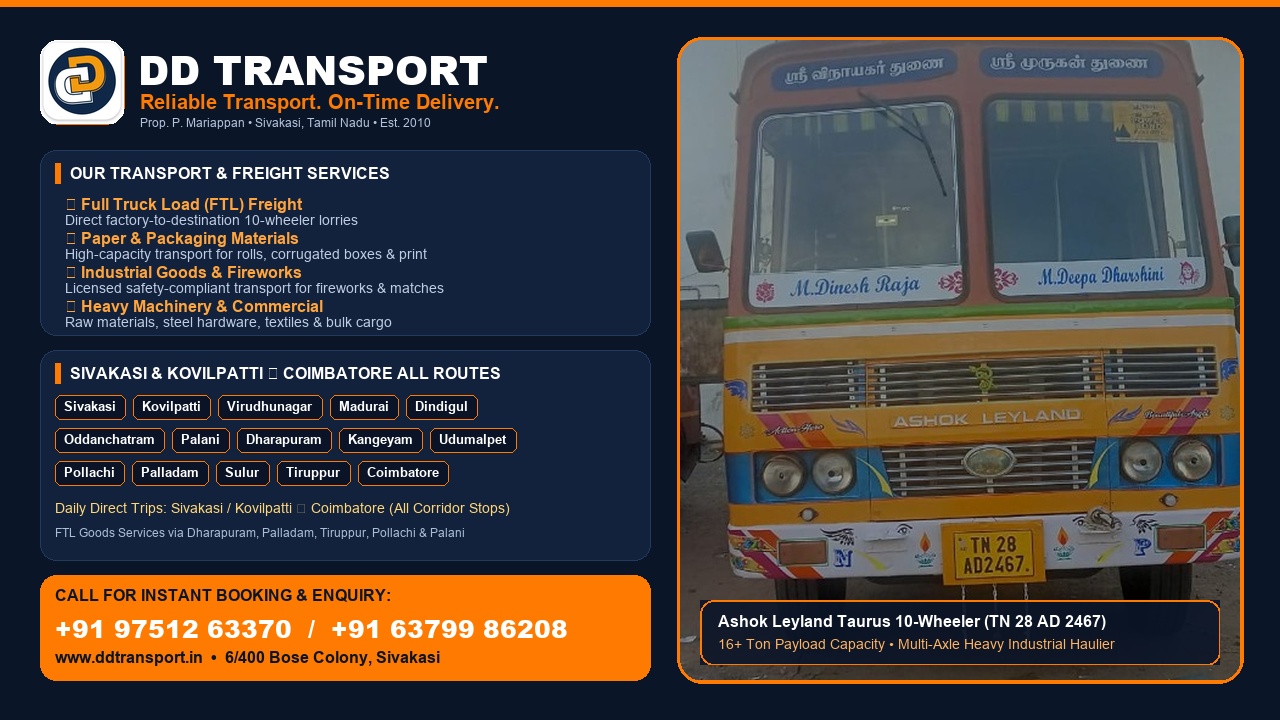 DD TRANSPORT
Reliable Transport. On-Time Delivery.
Prop. P. Mariappan • Sivakasi, Tamil Nadu • Est. 2010
OUR TRANSPORT & FREIGHT SERVICES
Full Truck Load (FTL) Freight
Direct factory-to-destination 10-wheeler lorries
Paper & Packaging Materials
High-capacity transport for rolls, corrugated boxes & print
Industrial Goods & Fireworks
Licensed safety-compliant transport for fireworks & matches
Heavy Machinery & Commercial
Raw materials, steel hardware, textiles & bulk cargo
SIVAKASI & KOVILPATTI COIMBATORE ALL ROUTES
Sivakasi Kovilpatti Virudhunagar Madurai Dindigul
Oddanchatram Palani Dharapuram Kangeyam Udumalpet
Pollachi Palladam Sulur Tiruppur Coimbatore
Daily Direct Trips: Sivakasi / Kovilpatti Coimbatore (All Corridor Stops)
FTL Goods Services via Dharapuram, Palladam, Tiruppur, Pollachi & Palani
CALL FOR INSTANT BOOKING & ENQUIRY:
+91 97512 63370 / +91 63799 86208
www.ddtransport.in • 6/400 Bose Colony, Sivakasi
ஸ்ரீ விநாயகர் துணை ஸ்ரீ முருகன் துணை
M.Dinesh Raja M.Deepa Dharshini
ASHOK LEYLAND
Action Hero Beautiful Angel
N P
TN 28
AD2467.
Ashok Leyland Taurus 10-Wheeler (TN 28 AD 2467)
16+ Ton Payload Capacity • Multi-Axle Heavy Industrial Haulier